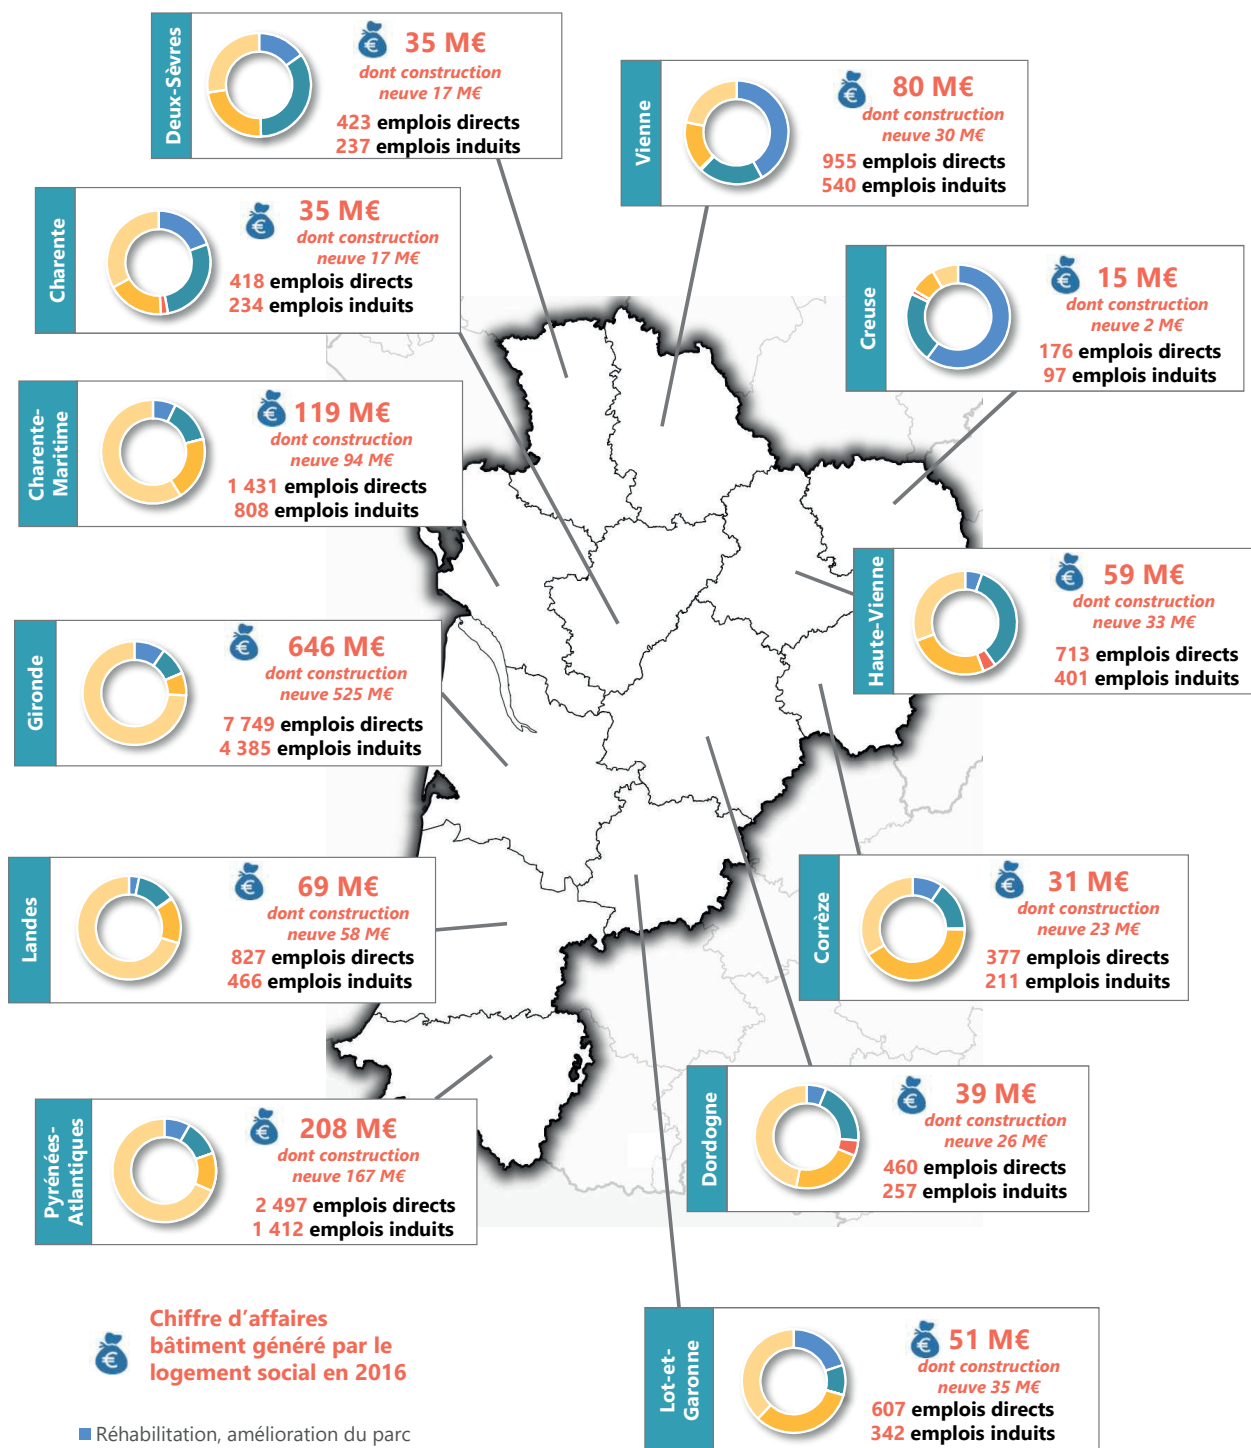 Deux-Sèvres
35 M€
dont construction
neuve 17 M€
423 emplois directs
237 emplois induits
Vienne
80 M€
dont construction
neuve 30 M€
955 emplois directs
540 emplois induits
Charente
35 M€
dont construction
neuve 17 M€
418 emplois directs
234 emplois induits
Creuse
15 M€
dont construction
neuve 2 M€
176 emplois directs
97 emplois induits
Charente-
Maritime
119 M€
dont construction
neuve 94 M€
1 431 emplois directs
808 emplois induits
Haute-Vienne
59 M€
dont construction
neuve 33 M€
713 emplois directs
401 emplois induits
Gironde
646 M€
dont construction
neuve 525 M€
7 749 emplois directs
4 385 emplois induits
Landes
69 M€
dont construction
neuve 58 M€
827 emplois directs
466 emplois induits
Corrèze
31 M€
dont construction
neuve 23 M€
377 emplois directs
211 emplois induits
Pyrénées-
Atlantiques
208 M€
dont construction
neuve 167 M€
2 497 emplois directs
1 412 emplois induits
Dordogne
39 M€
dont construction
neuve 26 M€
460 emplois directs
257 emplois induits
Lot-et-
Garonne
51 M€
dont construction
neuve 35 M€
607 emplois directs
342 emplois induits
Chiffre d'affaires
bâtiment généré par le
logement social en 2016
Réhabilitation, amélioration du parc